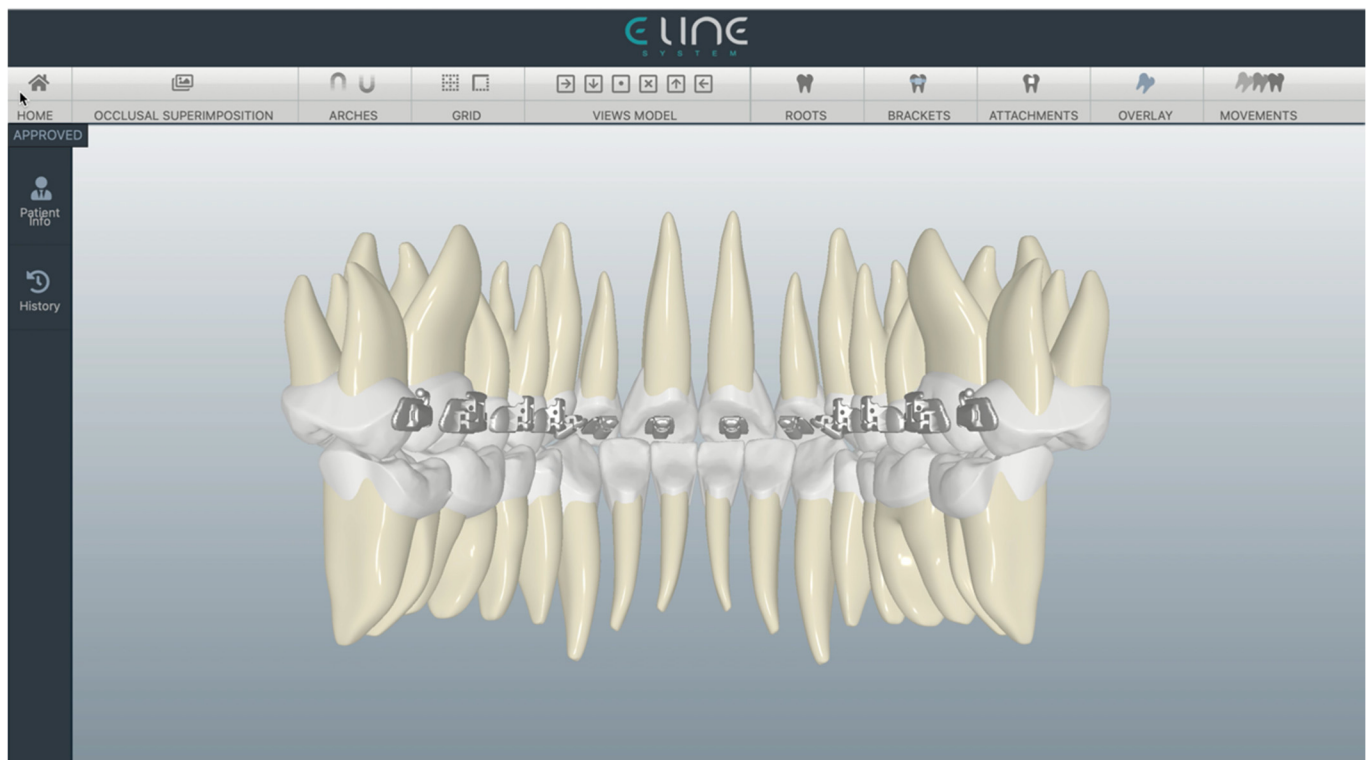 ELINE
SYSTEM
HOME
OCCLUSAL SUPERIMPOSITION
ARCHES
GRID
VIEWS MODEL
ROOTS
BRACKETS
ATTACHMENTS
OVERLAY
MOVEMENTS
APPROVED
Patient
Info
History